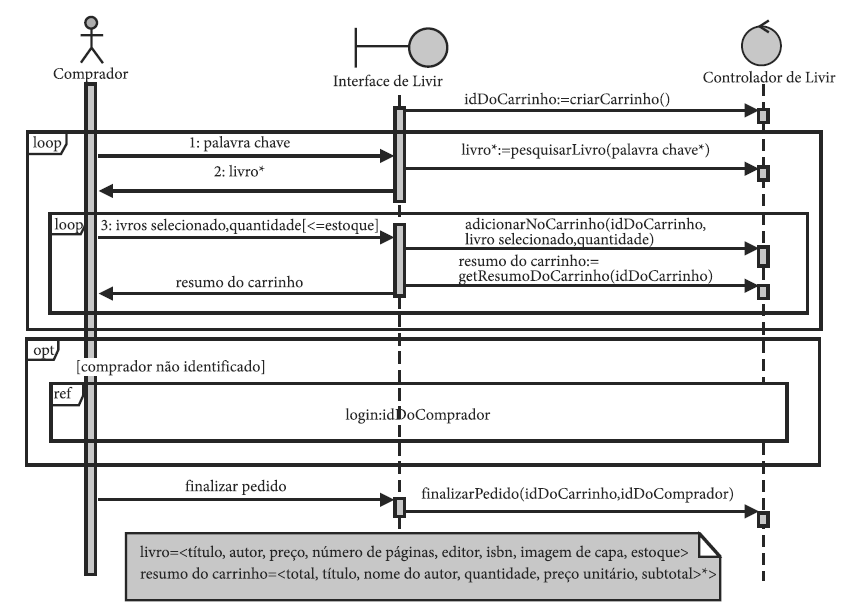 Comprador
Interface de Livir
Controlador de Livir
idDoCarrinho:=criarCarrinho()
loop
1: palavra chave
livro*:=pesquisarLivro(palavra chave*)
2: livro*
loop
3: ivros selecionado,quantidade[<=estoque]
adicionarNoCarrinho(idDoCarrinho,
livro selecionado,quantidade)
resumo do carrinho:=
getResumoDoCarrinho(idDoCarrinho)
resumo do carrinho
opt
[comprador não identificado]
ref
login:idDoComprador
finalizar pedido
finalizarPedido(idDoCarrinho,idDoComprador)
livro=<título, autor, preço, número de páginas, editor, isbn, imagem de capa, estoque>
resumo do carrinho=<total, título, nome do autor, quantidade, preço unitário, subtotal>*>